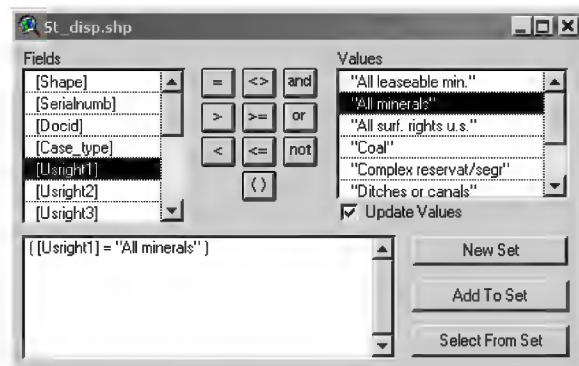 St_disp.shp
Fields
[Shape]
[Serialnumb]
[Docid]
[Case_type]
[Usright1]
[Usright2]
[Usright3]
= <> and
> >= or
< <= not
( )
Values
"All leaseable min."
"All minerals"
"All surf. rights u.s."
"Coal"
"Complex reservat/segr"
"Ditches or canals"
Update Values
( [Usright1] = "All minerals" )
New Set
Add To Set
Select From Set